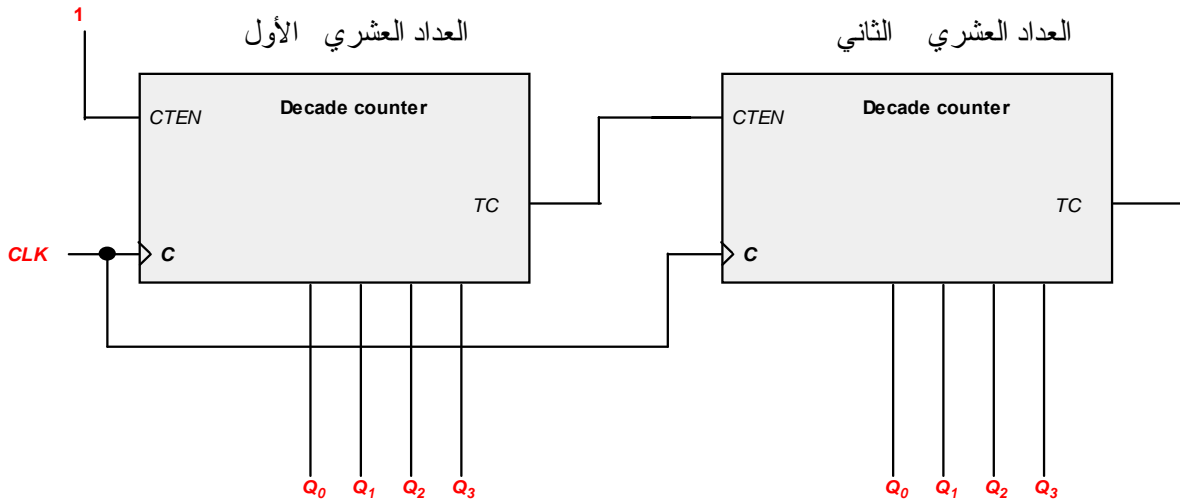 1
العداد العشري الأول
العداد العشري الثاني
Decade counter
CTEN
TC
CLK
C
Q0 Q1 Q2 Q3
Decade counter
CTEN
TC
C
Q0 Q1 Q2 Q3